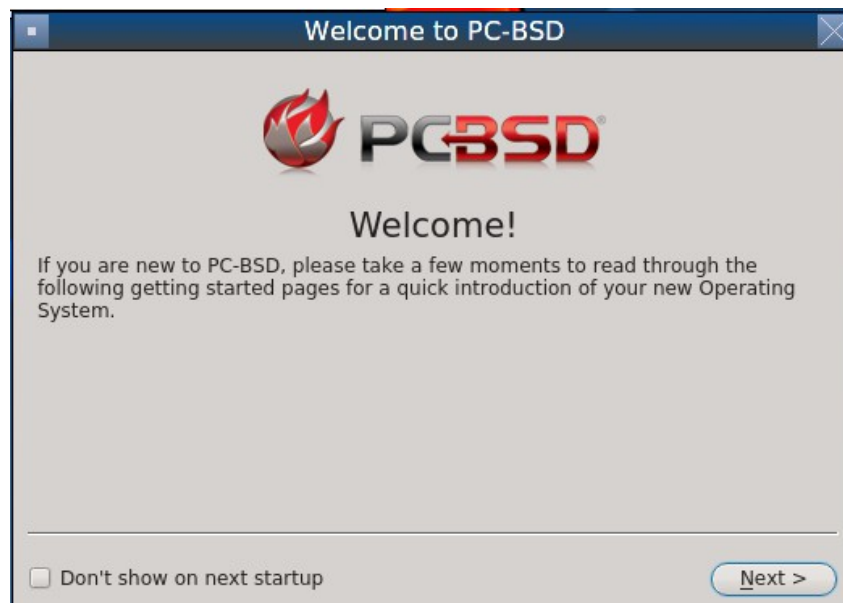 Welcome to PC-BSD
PCBSD®
Welcome!
If you are new to PC-BSD, please take a few moments to read through the
following getting started pages for a quick introduction of your new Operating
System.
Don't show on next startup
Next >